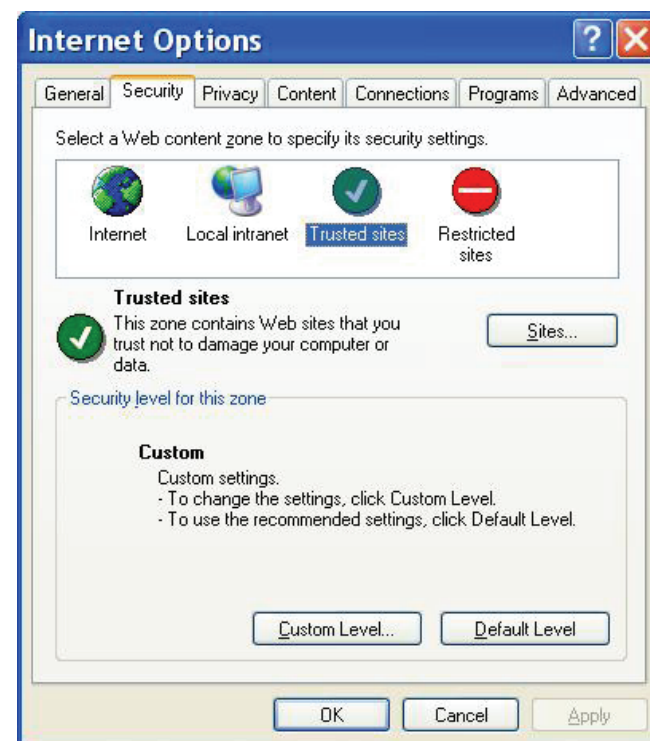 Internet Options
?
X
General Security Privacy Content Connections Programs Advanced
Select a Web content zone to specify its security settings.
Internet Local intranet Trusted sites Restricted
sites
Trusted sites
This zone contains Web sites that you
trust not to damage your computer or
data.
Sites...
Security level for this zone
Custom
Custom settings.
- To change the settings, click Custom Level.
- To use the recommended settings, click Default Level.
Custom Level... Default Level
OK Cancel Apply